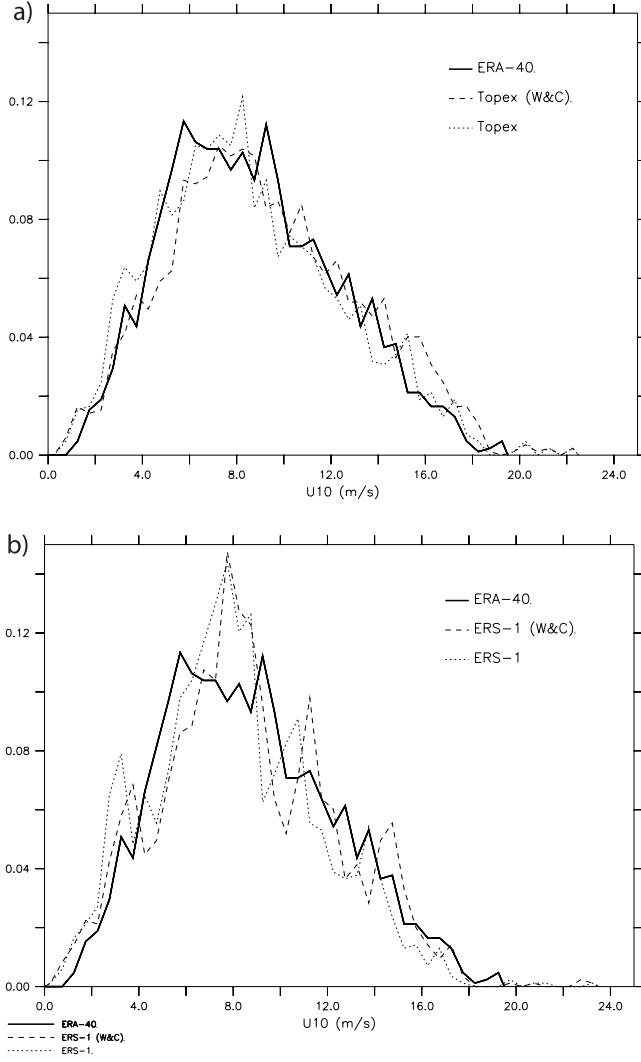 a)
ERA-40.
Topex (W&C).
Topex
0.12
0.08
0.04
0.00
0.0 4.0 8.0 12.0 16.0 20.0 24.0
U10 (m/s)
b)
ERA-40.
ERS-1 (W&C).
ERS-1
0.12
0.08
0.04
0.00
0.0 4.0 8.0 12.0 16.0 20.0 24.0
U10 (m/s)
ERA-40.
ERS-1 (W&C).
ERS-1.